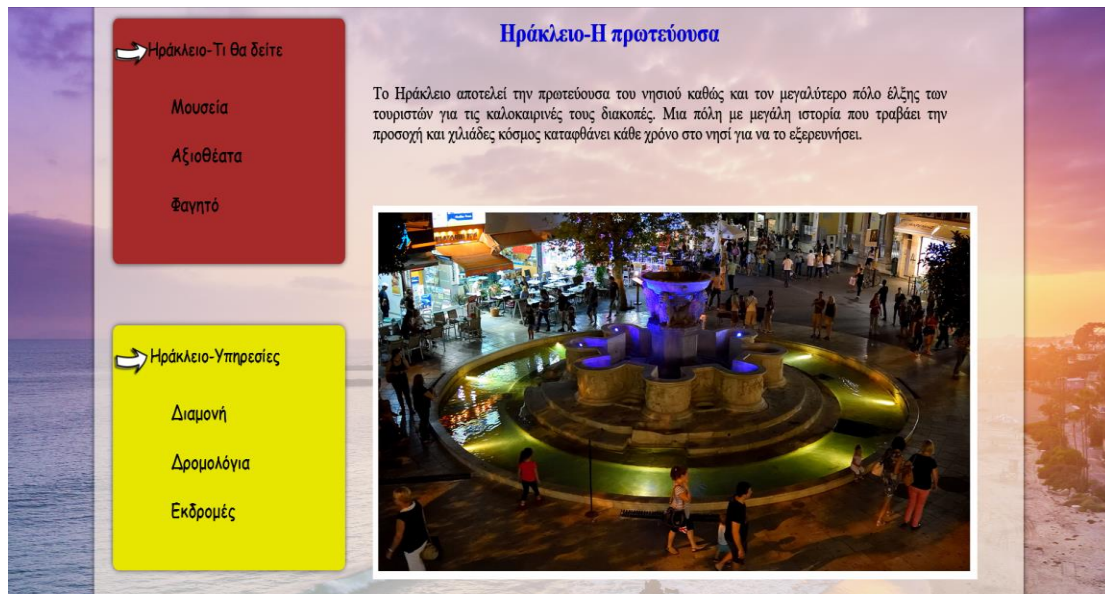 Ηράκλειο-Τι θα δείτε
Μουσεία
Αξιοθέατα
Φαγητό
Ηράκλειο-Υπηρεσίες
Διαμονή
Δρομολόγια
Εκδρομές
Ηράκλειο-Η πρωτεύουσα
Το Ηράκλειο αποτελεί την πρωτεύουσα του νησιού καθώς και τον μεγαλύτερο πόλο έλξης των
τουριστών για τις καλοκαιρινές τους διακοπές. Μια πόλη με μεγάλη ιστορία που τραβάει την
προσοχή και χιλιάδες κόσμος καταφθάνει κάθε χρόνο στο νησί για να το εξερευνήσει.